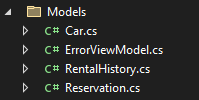 Models
C# Car.cs
C# ErrorViewModel.cs
C# RentalHistory.cs
C# Reservation.cs